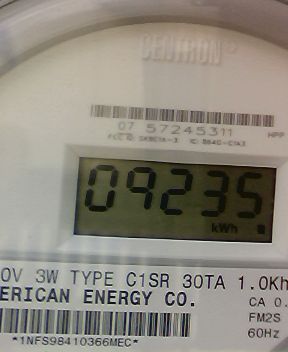 CENTRON®
07 57245311
HPP
09235
kWh
0V 3W TYPE C1SR 30TA 1.0Kh
ERICAN ENERGY CO.
CA 0.
FM2S
60Hz
*1NFS98410366MEC*